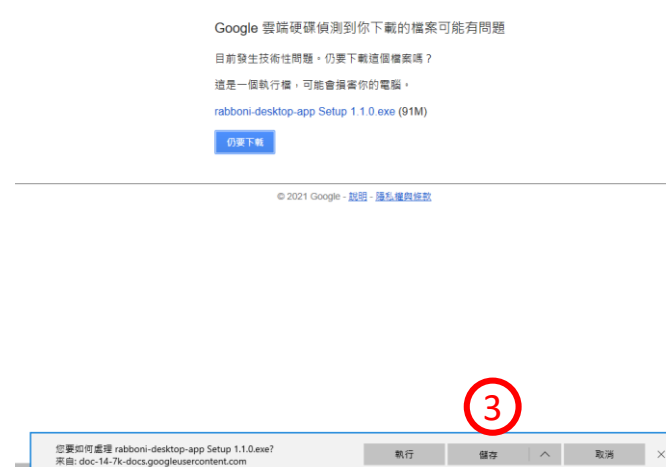 Google 雲端硬碟偵測到你下載的檔案可能有問題
目前發生技術性問題。仍要下載這個檔案嗎？
這是一個執行檔，可能會損害你的電腦。
rabboni-desktop-app Setup 1.1.0.exe (91M)
仍要下載
© 2021 Google - 說明 - 隱私權與條款
3
您要如何處理 rabboni-desktop-app Setup 1.1.0.exe?
來自: doc-14-7k-docs.googleusercontent.com
執行
儲存
取消